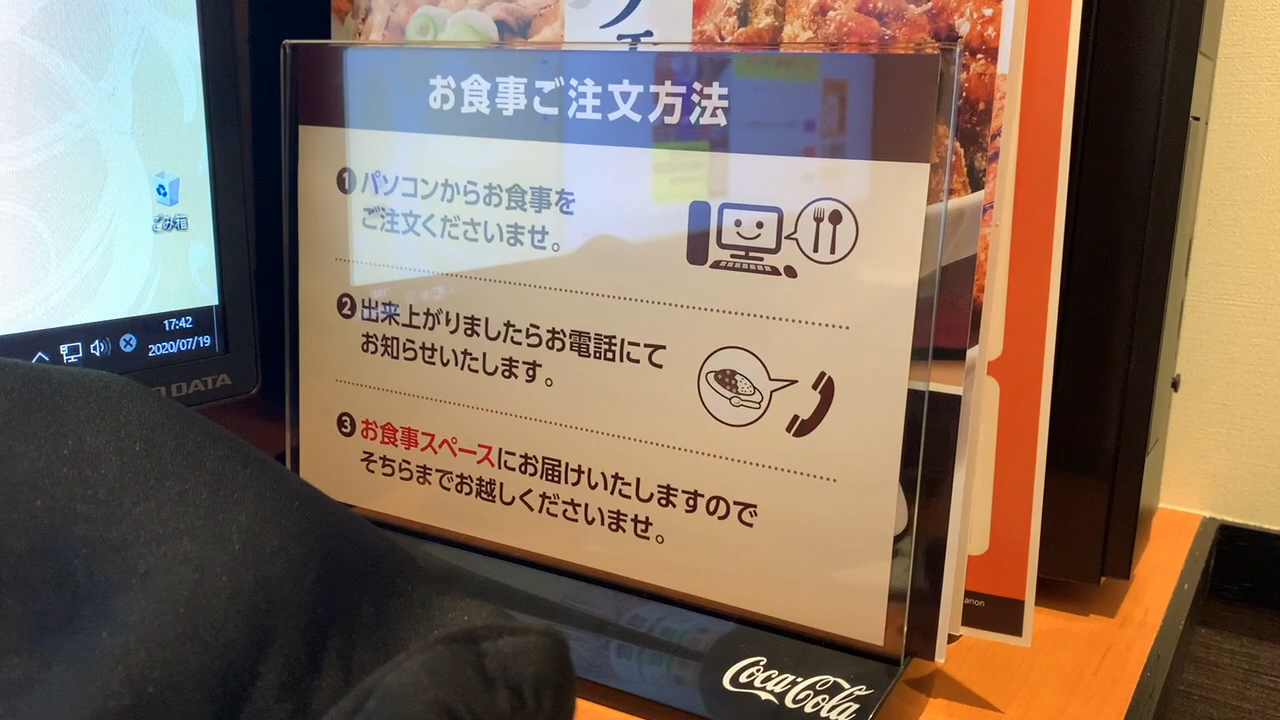 お食事ご注文方法
1 パソコンからお食事を
ご注文くださいませ。
2 出来上がりましたらお電話にて
お知らせいたします。
3 お食事スペースにお届けいたしますので
そちらまでお越しくださいませ。
Coca-Cola
ごみ箱
17:42
2020/07/19
DATA
anon